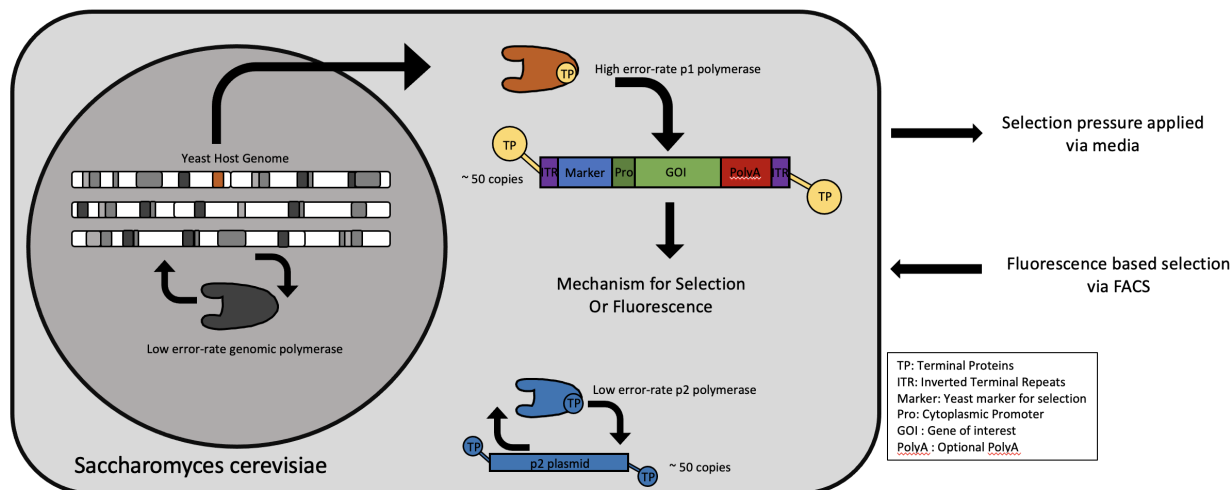 TP
High error-rate p1 polymerase
Yeast Host Genome
TP
~ 50 copies
ITR Marker Pro GOI PolyA ITR
TP
Selection pressure applied
via media
Mechanism for Selection
Or Fluorescence
Fluorescence based selection
via FACS
Low error-rate genomic polymerase
Low error-rate p2 polymerase
TP
TP
p2 plasmid
~ 50 copies
TP
Saccharomyces cerevisiae
TP: Terminal Proteins
ITR: Inverted Terminal Repeats
Marker: Yeast marker for selection
Pro: Cytoplasmic Promoter
GOI : Gene of interest
PolyA : Optional PolyA